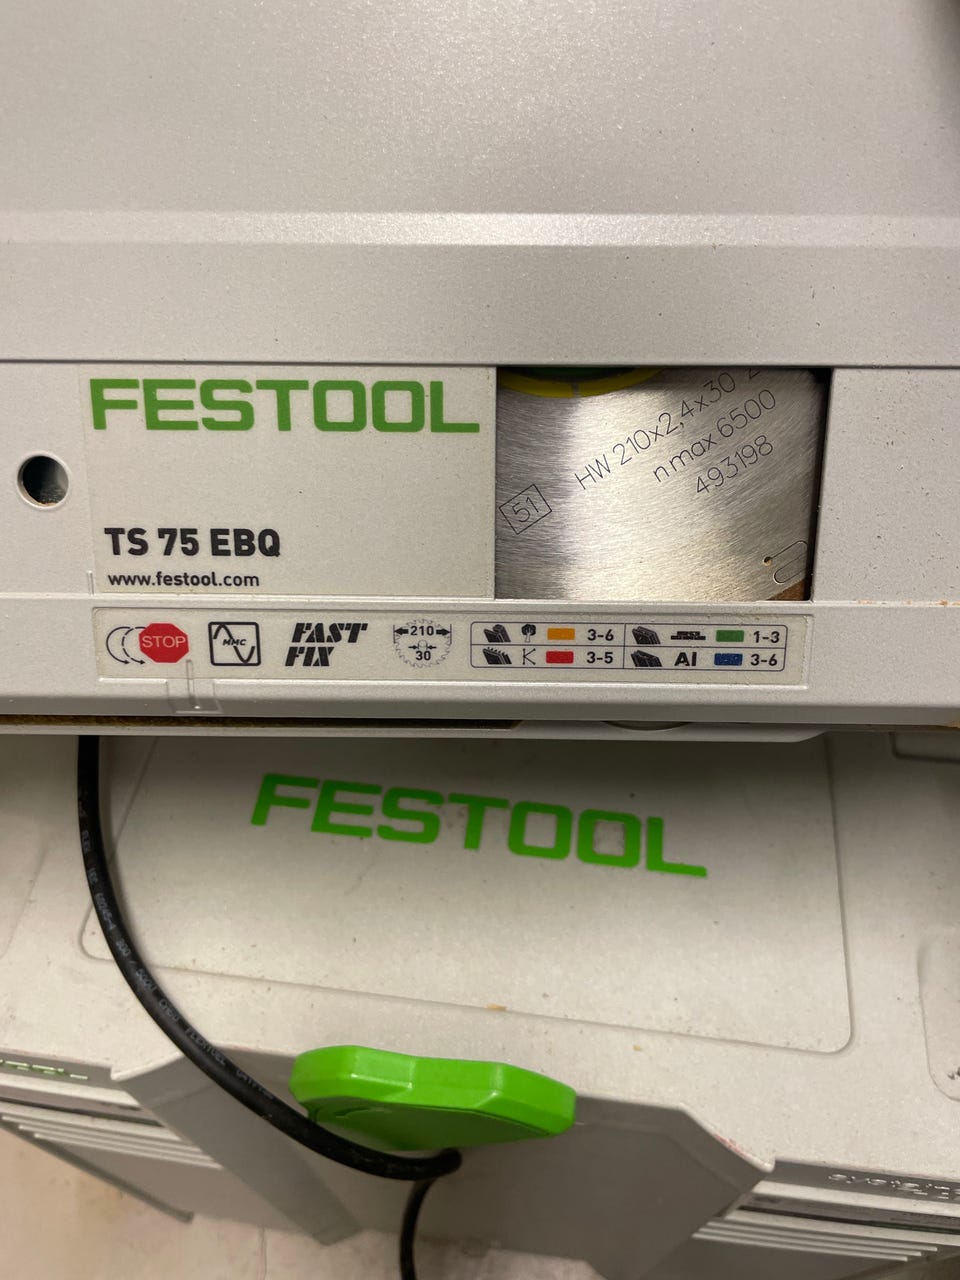 FESTOOL
TS 75 EBQ
www.festool.com
HW 210x2,4x30
n max 6500
493198
51
STOP
MMC
FAST
FIX
210
30
3-6
1-3
3-5
Al
3-6
FESTOOL